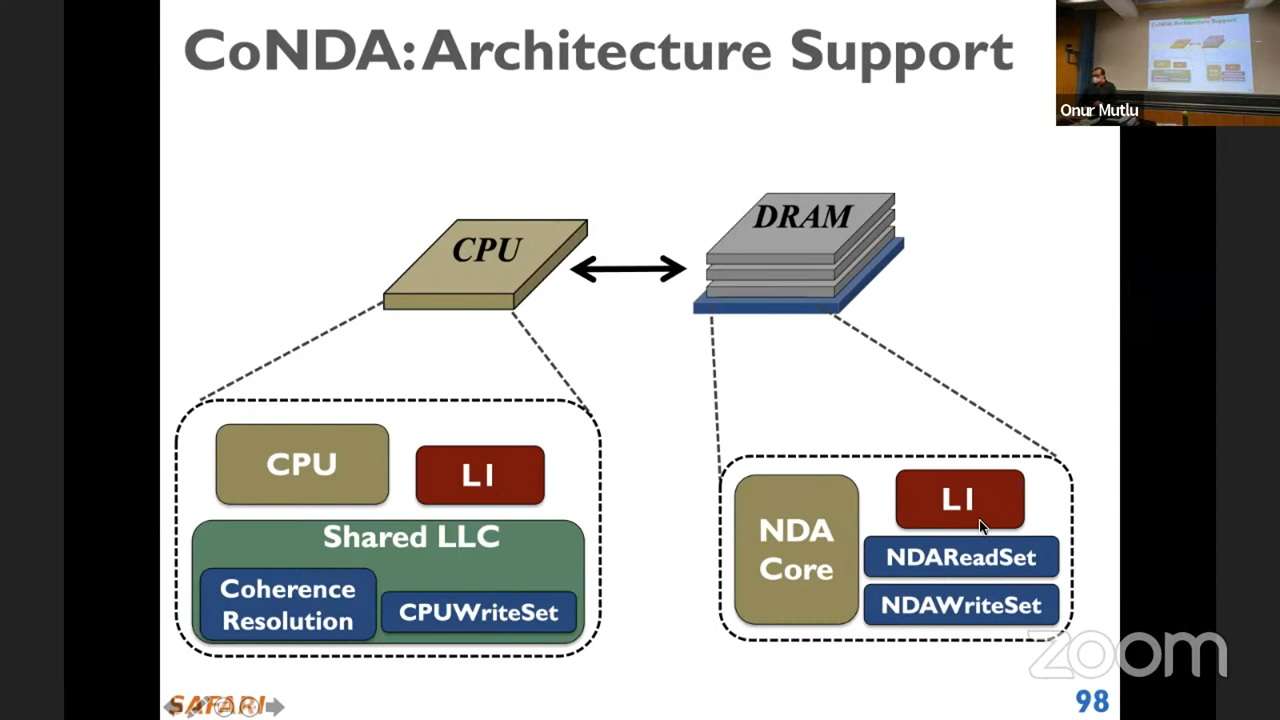 CoNDA: Architecture Support
Onur Mutlu
CPU
DRAM
CPU
L1
Shared LLC
Coherence
Resolution
CPUWriteSet
NDA
Core
L1
NDAReadSet
NDAWriteSet
zoom
SAFARI
98